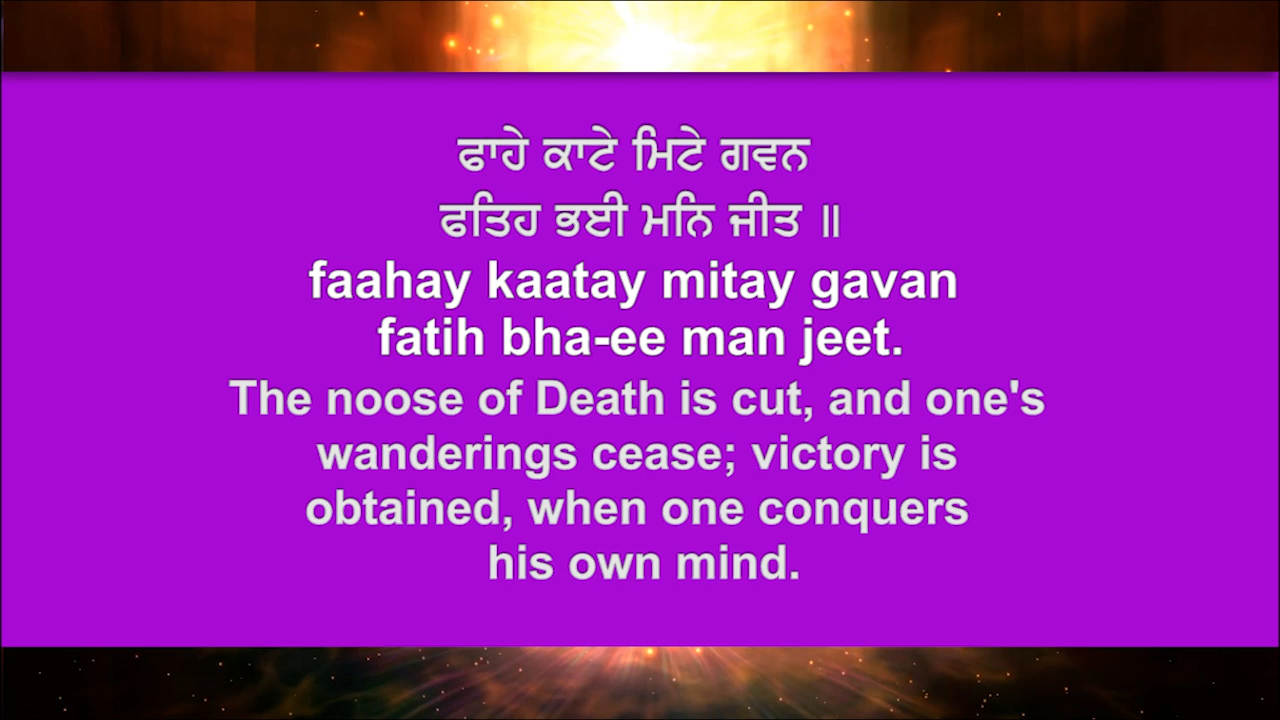 ਫਾਹੇ ਕਾਟੇ ਮਿਟੇ ਗਵਨ
ਫਤਿਹ ਭਈ ਮਨਿ ਜੀਤ ॥
faahay kaatay mitay gavan
fatih bha-ee man jeet.
The noose of Death is cut, and one's
wanderings cease; victory is
obtained, when one conquers
his own mind.